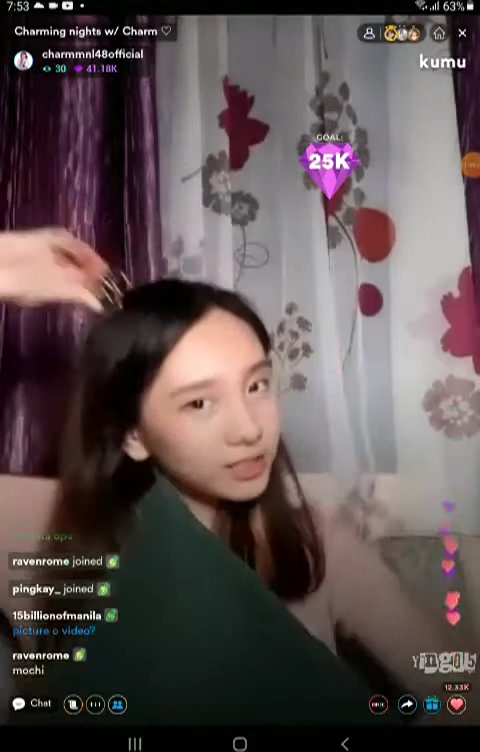 7:53
63%
Charming nights w/ Charm ♡
charmmnl48official
30 41.18K
kumu
GOAL:
25K
ravenrome joined
pingkay_ joined
15billionofmanila
picture o video?
ravenrome
mochi
12.33K
Chat